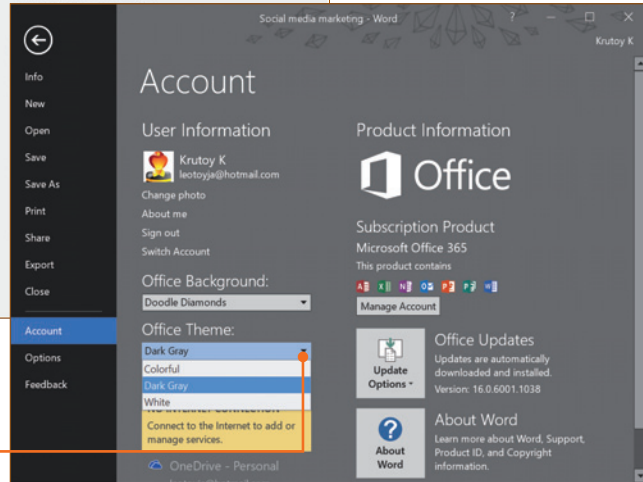 Social media marketing - Word
?
Krutoy K
Info
New
Open
Save
Save As
Print
Share
Export
Close
Account
Options
Feedback
Account
User Information
Krutoy K
leotoyja@hotmail.com
Change photo
About me
Sign out
Switch Account
Office Background:
Doodle Diamonds
Office Theme:
Dark Gray
Colorful
Dark Gray
White
NO INTERNET CONNECTION
Connect to the Internet to add or
manage services.
OneDrive - Personal
Product Information
Office
Subscription Product
Microsoft Office 365
This product contains
Manage Account
Update
Options
Office Updates
Updates are automatically
downloaded and installed.
Version: 16.0.6001.1038
?
About
Word
About Word
Learn more about Word, Support,
Product ID, and Copyright
information.